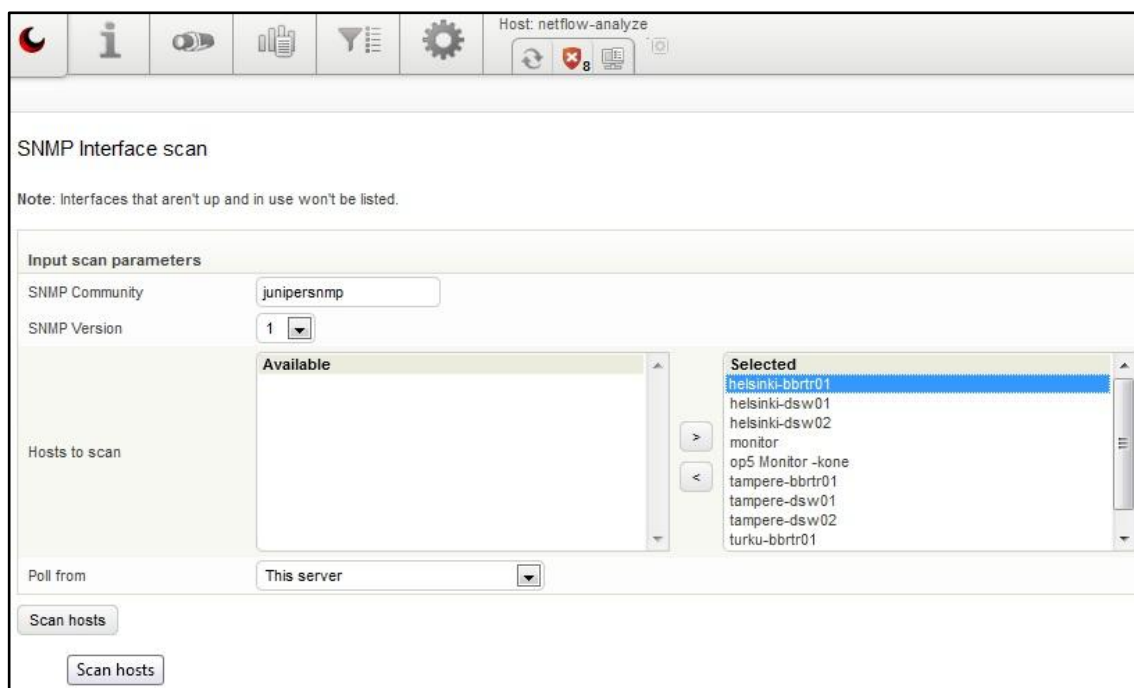 Host: netflow-analyze
8
SNMP Interface scan
Note: Interfaces that aren't up and in use won't be listed.
Input scan parameters
SNMP Community junipersnmp
SNMP Version 1
Hosts to scan
Available
Selected
helsinki-bbrtr01
helsinki-dsw01
helsinki-dsw02
monitor
op5 Monitor -kone
tampere-bbrtr01
tampere-dsw01
tampere-dsw02
turku-bbrtr01
>
<
Poll from This server
Scan hosts
Scan hosts